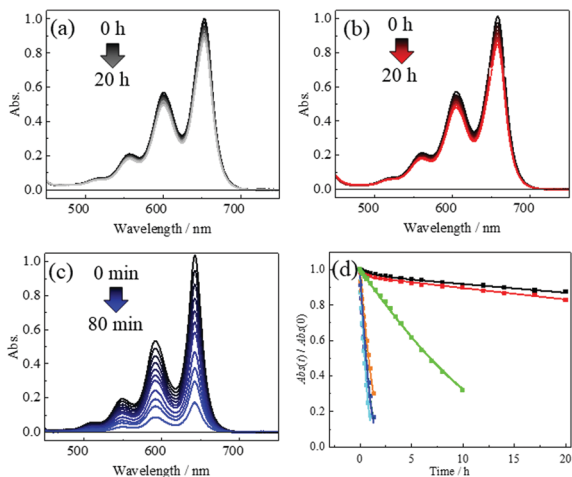 (a)
0 h
20 h
1.0
0.8
0.6
0.4
0.2
0.0
Abs.
500
600
700
Wavelength / nm
(b)
0 h
20 h
1.0
0.8
0.6
0.4
0.2
0.0
Abs.
500
600
700
Wavelength / nm
(c)
0 min
80 min
1.0
0.8
0.6
0.4
0.2
0.0
Abs.
500
600
700
Wavelength / nm
(d)
1.0
0.8
0.6
0.4
0.2
0.0
Abs(t) / Abs(0)
0
5
10
15
20
Time / h